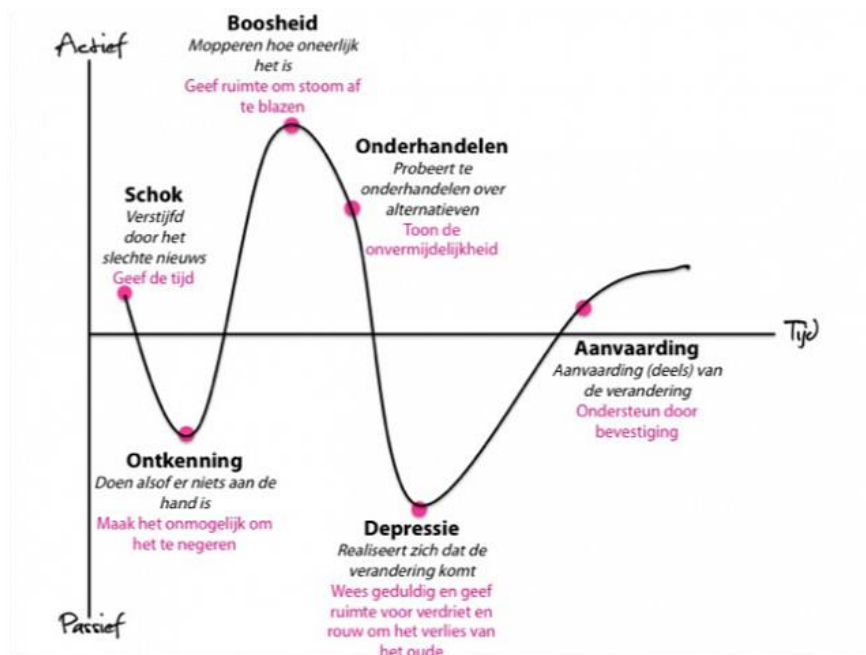 Actief
Boosheid
Mopperen hoe oneerlijk
het is
Geef ruimte om stoom af
te blazen
Onderhandelen
Probeert te
onderhandelen over
alternatieven
Toon de
onvermijdelijkheid
Schok
Verstijfd
door het
slechte nieuws
Geef de tijd
Tijd
Aanvaarding
Aanvaarding (deels) van
de verandering
Ondersteun door
bevestiging
Ontkenning
Doen alsof er niets aan de
hand is
Maak het onmogelijk om
het te negeren
Depressie
Realiseert zich dat de
verandering komt
Wees geduldig en geef
ruimte voor verdriet en
rouw om het verlies van
het oude
Passief